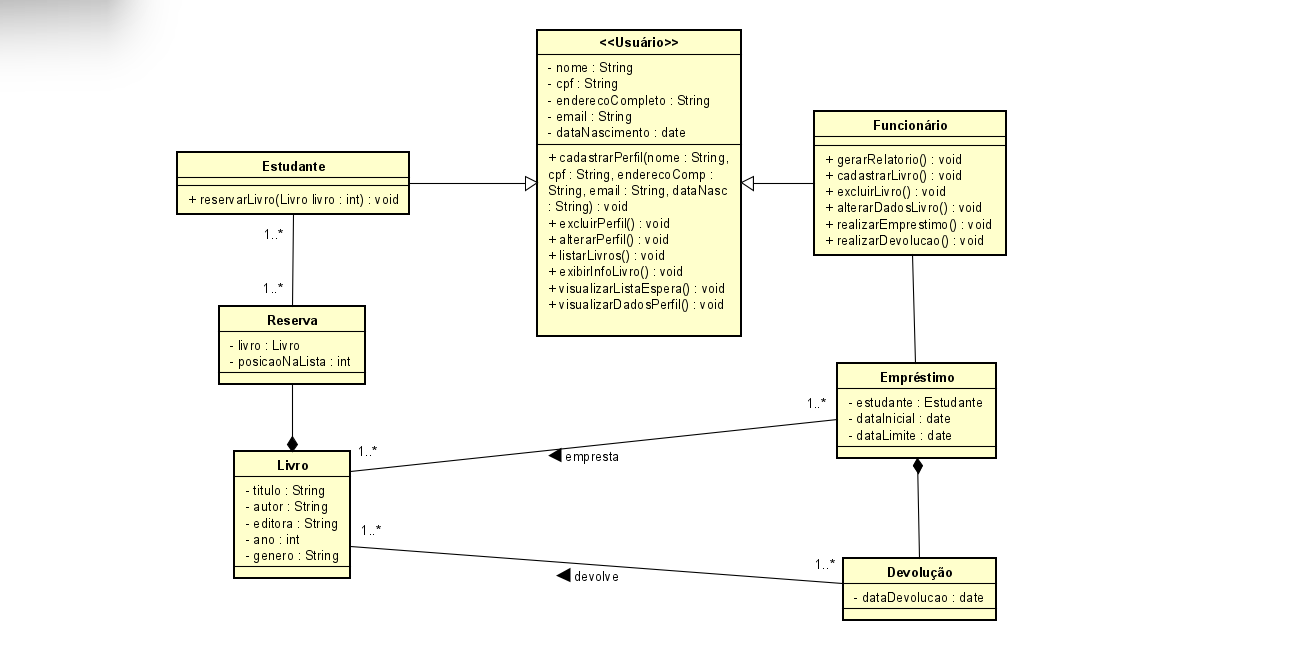 <<Usuário>>
- nome : String
- cpf : String
- enderecoCompleto : String
- email : String
- dataNascimento : date
+ cadastrarPerfil(nome : String,
cpf : String, enderecoComp :
String, email : String, dataNasc
: String) : void
+ excluirPerfil() : void
+ alterarPerfil() : void
+ listarLivros() : void
+ exibirInfoLivro() : void
+ visualizarListaEspera() : void
+ visualizarDadosPerfil() : void
Funcionário
+ gerarRelatorio() : void
+ cadastrarLivro() : void
+ excluirLivro() : void
+ alterarDadosLivro() : void
+ realizarEmprestimo() : void
+ realizarDevolucao() : void
Estudante
+ reservarLivro(Livro livro : int) : void
1..*
1..*
Reserva
- livro : Livro
- posicaoNaLista : int
Empréstimo
- estudante : Estudante
- dataInicial : date
- dataLimite : date
1..*
1..*
empresta
Livro
- titulo : String
- autor : String
- editora : String
- ano : int
- genero : String
1..*
1..*
devolve
Devolução
- dataDevolucao : date